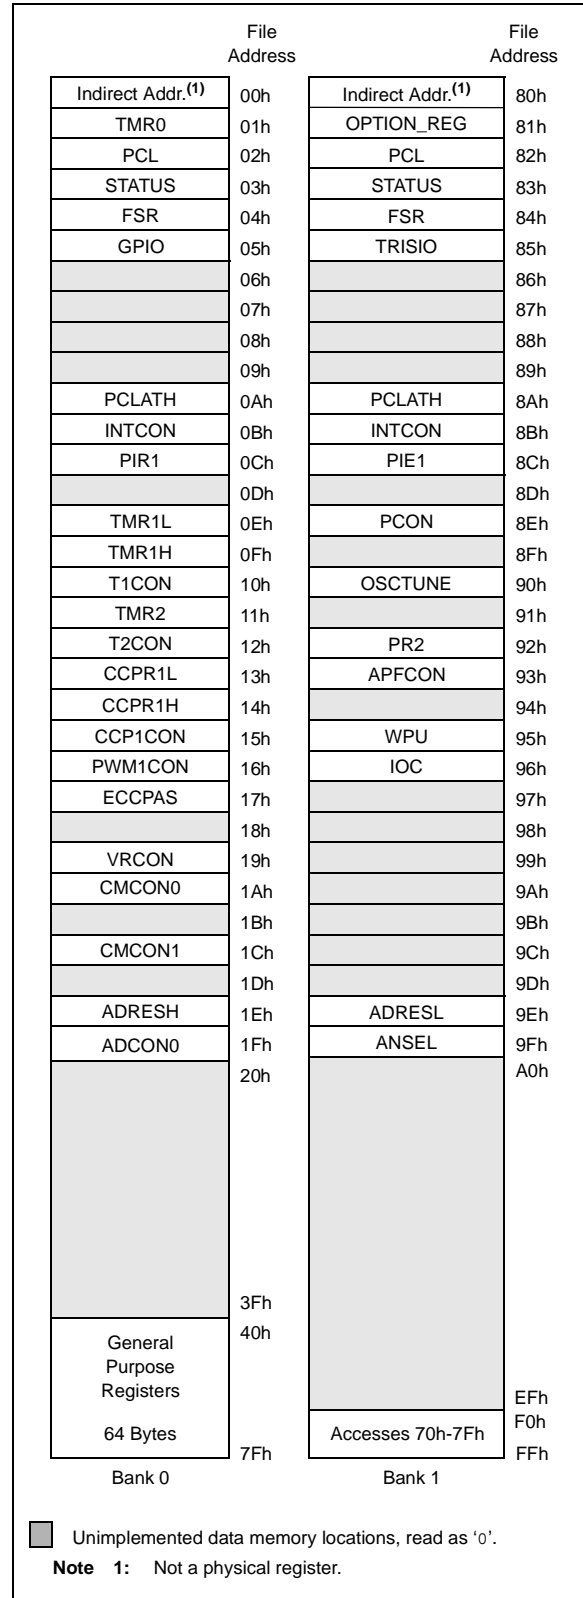 File Address File Address
Indirect Addr.(1) 00h Indirect Addr.(1) 80h
TMR0 01h OPTION_REG 81h
PCL 02h PCL 82h
STATUS 03h STATUS 83h
FSR 04h FSR 84h
GPIO 05h TRISIO 85h
06h 86h
07h 87h
08h 88h
09h 89h
PCLATH 0Ah PCLATH 8Ah
INTCON 0Bh INTCON 8Bh
PIR1 0Ch PIE1 8Ch
0Dh 8Dh
TMR1L 0Eh PCON 8Eh
TMR1H 0Fh 8Fh
T1CON 10h OSCTUNE 90h
TMR2 11h 91h
T2CON 12h PR2 92h
CCPR1L 13h APFCON 93h
CCPR1H 14h 94h
CCP1CON 15h WPU 95h
PWM1CON 16h IOC 96h
ECCPAS 17h 97h
18h 98h
VRCON 19h 99h
CMCON0 1Ah 9Ah
1Bh 9Bh
CMCON1 1Ch 9Ch
1Dh 9Dh
ADRESH 1Eh ADRESL 9Eh
ADCON0 1Fh ANSEL 9Fh
20h A0h
3Fh
General Purpose Registers 40h
EFh
64 Bytes Accesses 70h-7Fh F0h
7Fh FFh
Bank 0 Bank 1
Unimplemented data memory locations, read as ‘0’.
Note 1: Not a physical register.